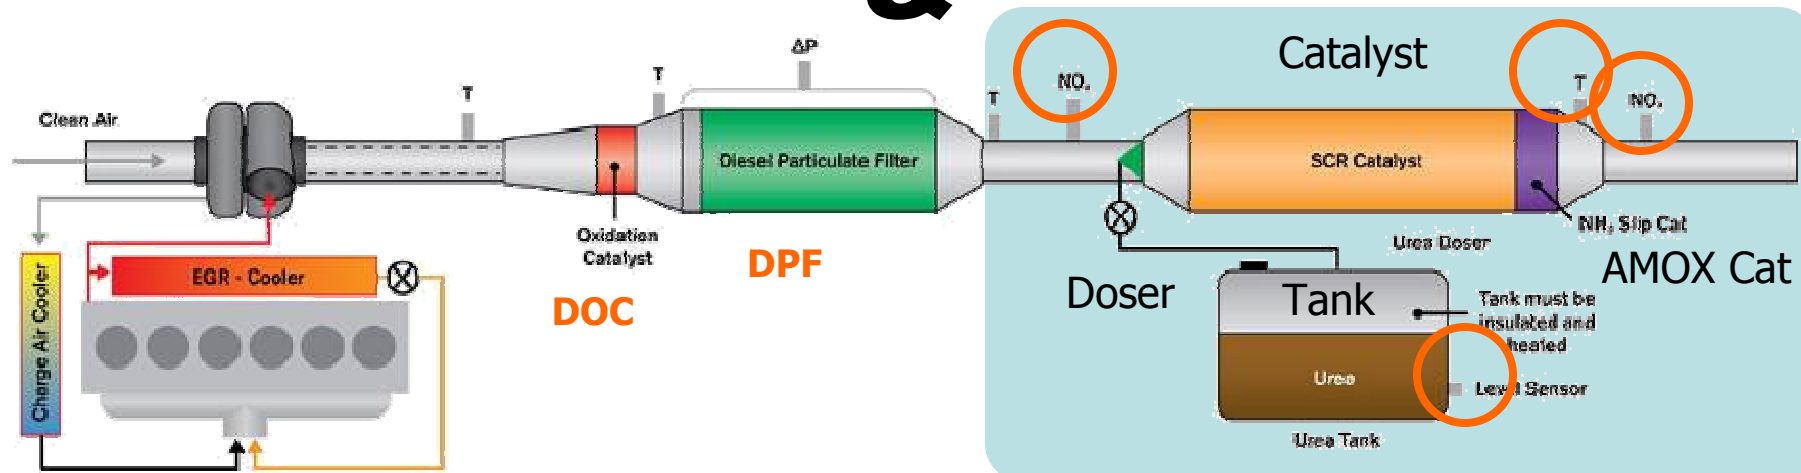 &
Catalyst
ΔP
T
T
T
NOₓ
T
NOₓ
Clean Air
Diesel Particulate Filter
SCR Catalyst
Oxidation
Catalyst
NH₃ Slip Cat
Urea Doser
DPF
AMOX Cat
EGR - Cooler
Doser
Tank
DOC
Tank must be
insulated and
heated
Charge Air Cooler
Urea
Level Sensor
Urea Tank